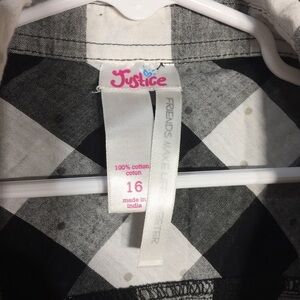 Justice
100% cotton
coton
16
made in
india
FRIENDS MAKE